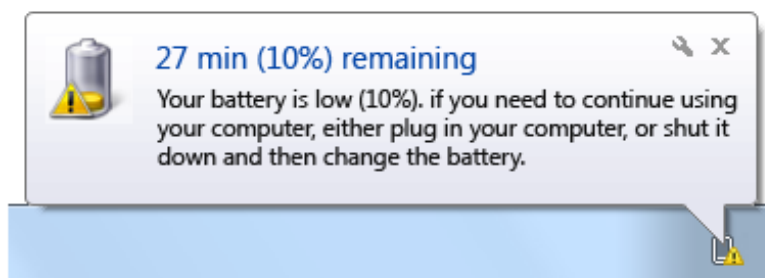 27 min (10%) remaining
Your battery is low (10%). if you need to continue using
your computer, either plug in your computer, or shut it
down and then change the battery.